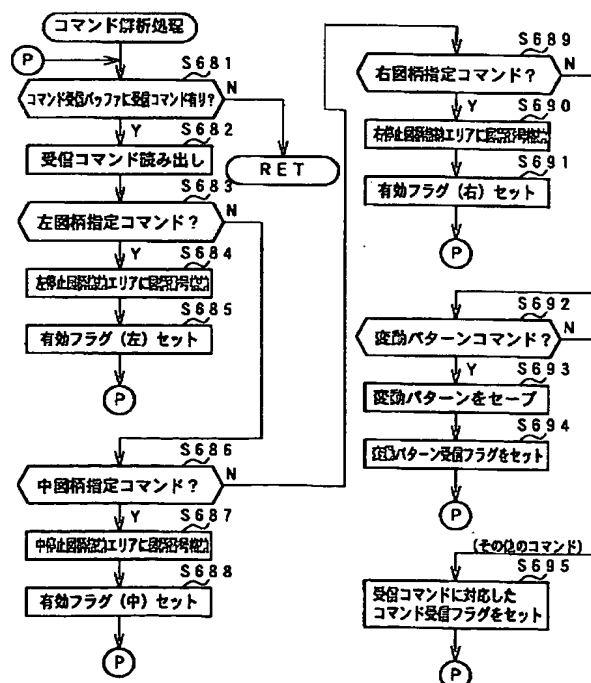 コマンド解析処理
P
S681
コマンド受信バッファに受信コマンド有り?
N
Y
S682
RET
受信コマンド読み出し
S683
左図柄指定コマンド?
N
Y
S684
左停止図柄格納エリアに図柄番号格納
S685
有効フラグ(左)セット
P
S686
中図柄指定コマンド?
N
Y
S687
中停止図柄格納エリアに図柄番号格納
S688
有効フラグ(中)セット
P
S689
右図柄指定コマンド?
N
Y
S690
右停止図柄格納エリアに図柄番号格納
S691
有効フラグ(右)セット
P
S692
変動パターンコマンド?
N
Y
S693
変動パターンをセーブ
S694
変動パターン受信フラグをセット
P
(その他のコマンド)
S695
受信コマンドに対応した
コマンド受信フラグをセット
P